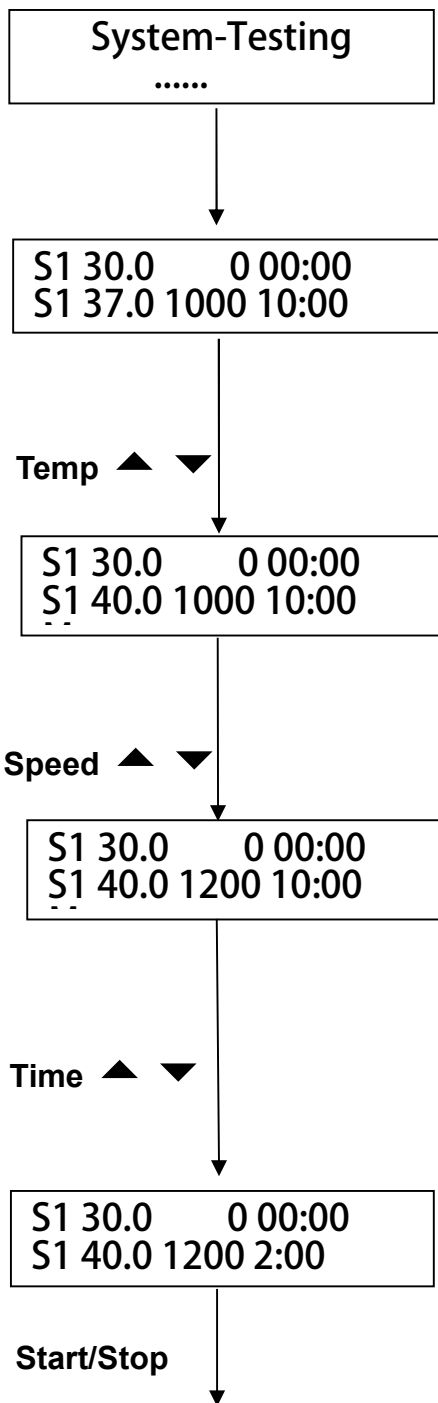 System-Testing
......
S1 30.0 0 00:00
S1 37.0 1000 10:00
Temp ▲ ▼
S1 30.0 0 00:00
S1 40.0 1000 10:00
Speed ▲ ▼
S1 30.0 0 00:00
S1 40.0 1200 10:00
Time ▲ ▼
S1 30.0 0 00:00
S1 40.0 1200 2:00
Start/Stop